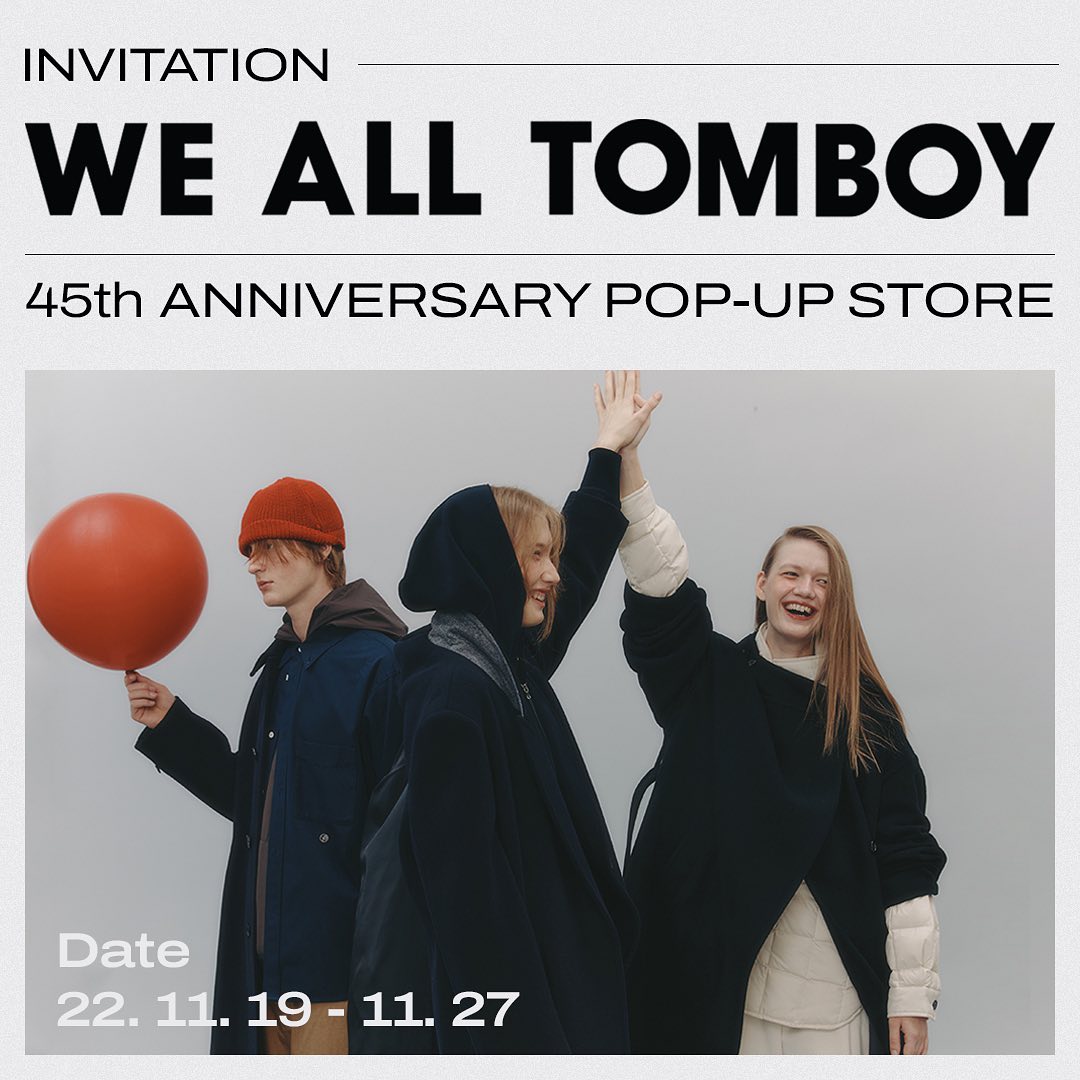 INVITATION
WE ALL TOMBOY
45th ANNIVERSARY POP-UP STORE
Date
22. 11. 19 - 11. 27